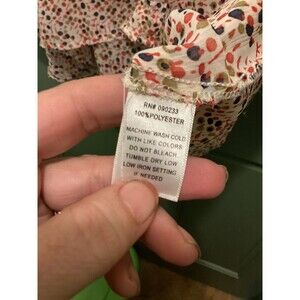 RN# 090233
100%POLYESTER
MACHINE WASH COLD
WITH LIKE COLORS
DO NOT BLEACH
TUMBLE DRY LOW
LOW IRON SETTING
IF NEEDED